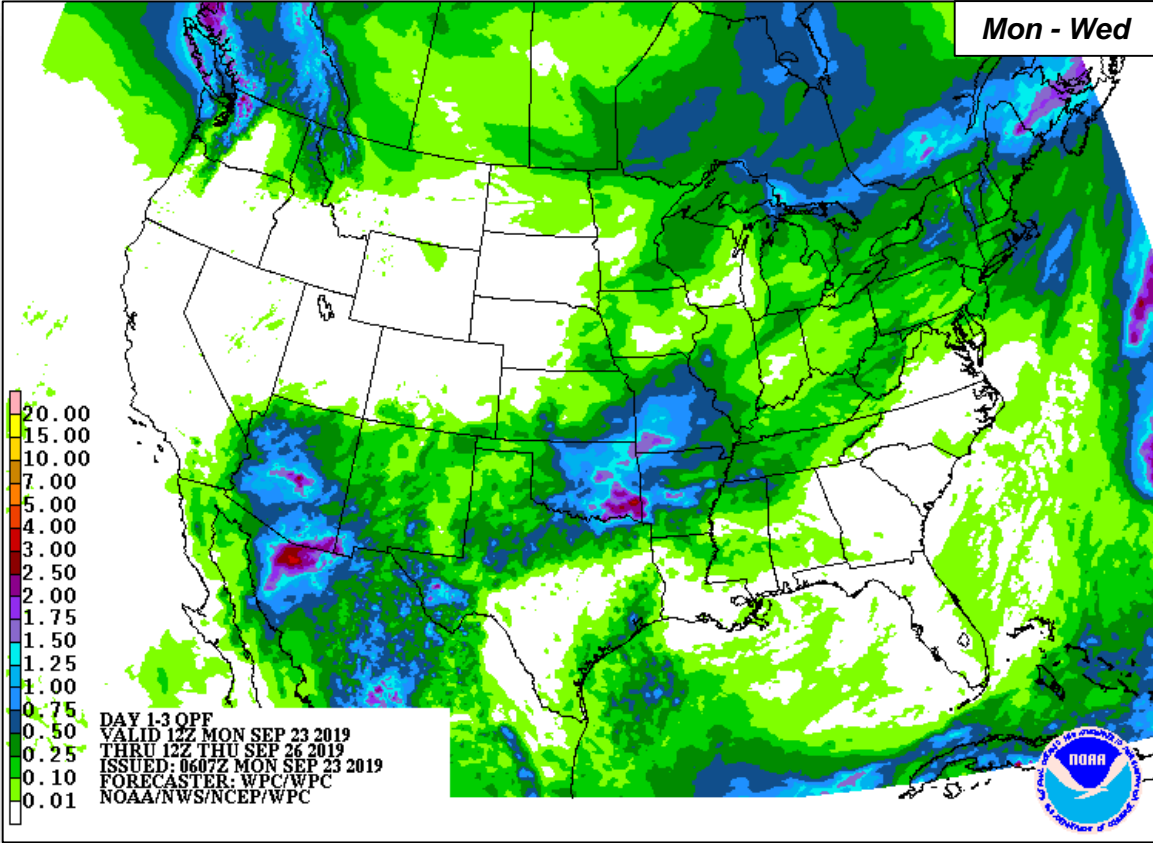 Mon - Wed
20.00
15.00
10.00
7.00
5.00
4.00
3.00
2.50
2.00
1.75
1.50
1.25
1.00
0.75
0.50
0.25
0.10
0.01
DAY 1-3 QPF
VALID 12Z MON SEP 23 2019
THRU 12Z THU SEP 26 2019
ISSUED: 0607Z MON SEP 23 2019
FORECASTER: WPC/WPC
NOAA/NWS/NCEP/WPC
NOAA